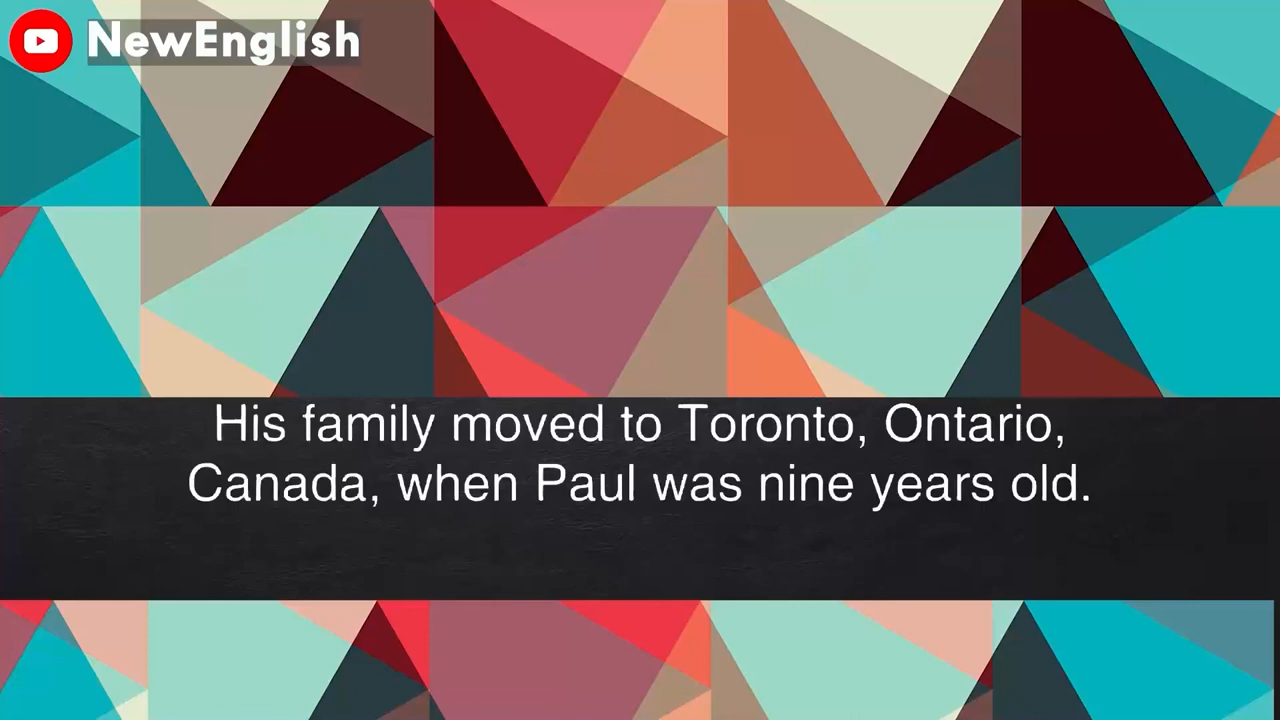 NewEnglish
His family moved to Toronto, Ontario,
Canada, when Paul was nine years old.